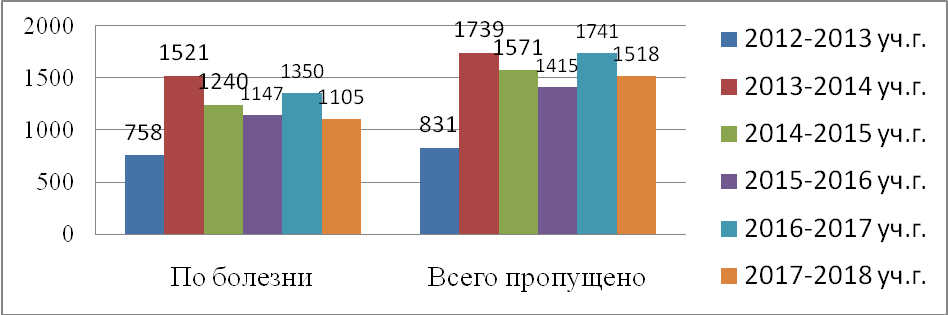 2000
1500
1000
500
0
758
1521
1240
1147
1350
1105
831
1739
1571
1415
1741
1518
По болезни
Всего пропущено
2012-2013 уч.г.
2013-2014 уч.г.
2014-2015 уч.г.
2015-2016 уч.г.
2016-2017 уч.г.
2017-2018 уч.г.